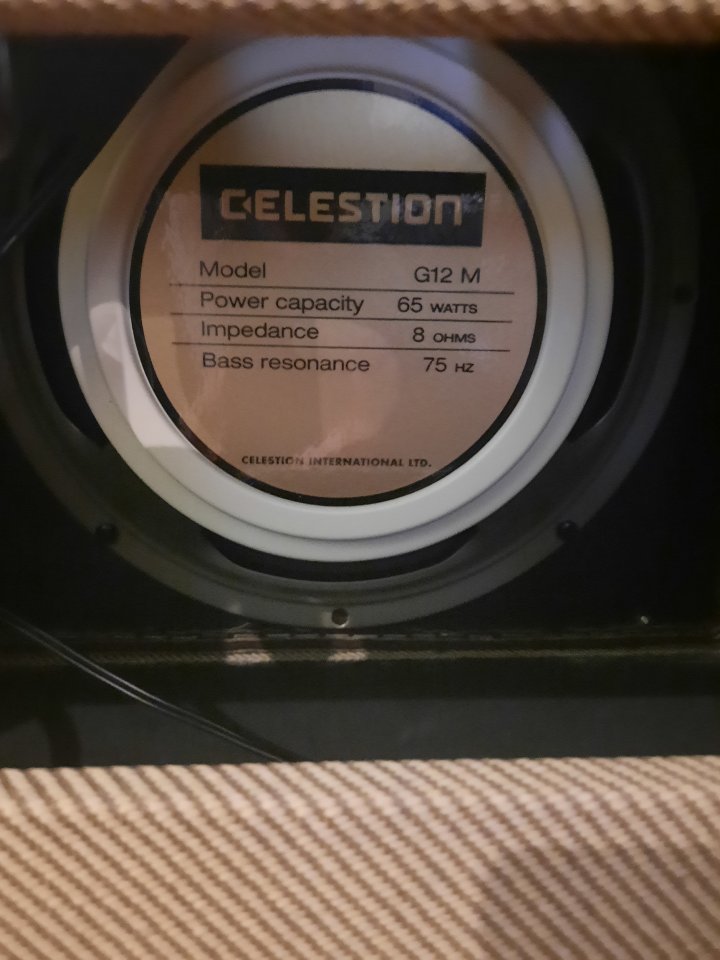 CELESTION
Model G12 M
Power capacity 65 WATTS
Impedance 8 OHMS
Bass resonance 75 HZ
CELESTION INTERNATIONAL LTD.